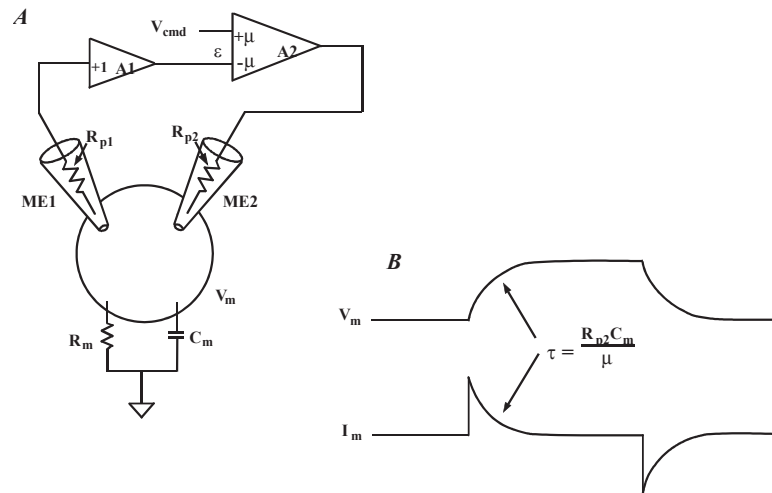 A
V_cmd
+μ
ε
-μ
A2
+1
A1
R_p1
R_p2
ME1
ME2
V_m
R_m
C_m
B
V_m
τ = R_p2C_m
μ
I_m